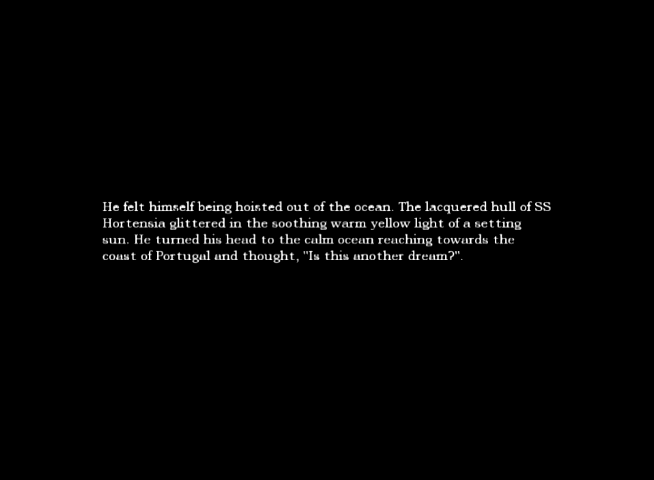 He felt himself being hoisted out of the ocean. The lacquered hull of SS
Hortensia glittered in the soothing warm yellow light of a setting
sun. He turned his head to the calm ocean reaching towards the
coast of Portugal and thought, "Is this another dream?".